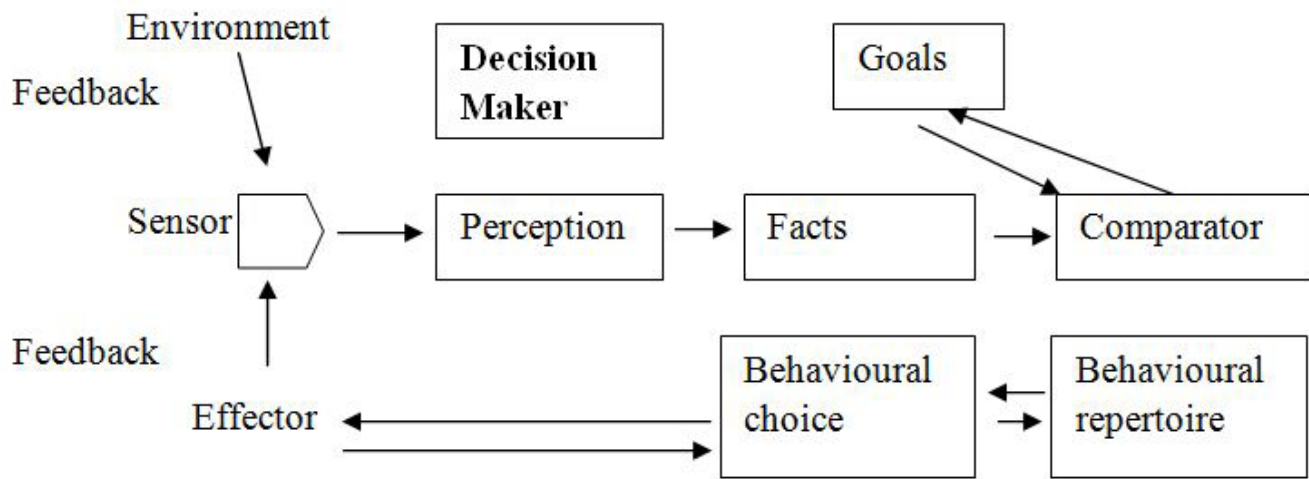 Environment
Decision
Maker
Goals
Feedback
Sensor
Perception
Facts
Comparator
Feedback
Behavioural
choice
Behavioural
repertoire
Effector